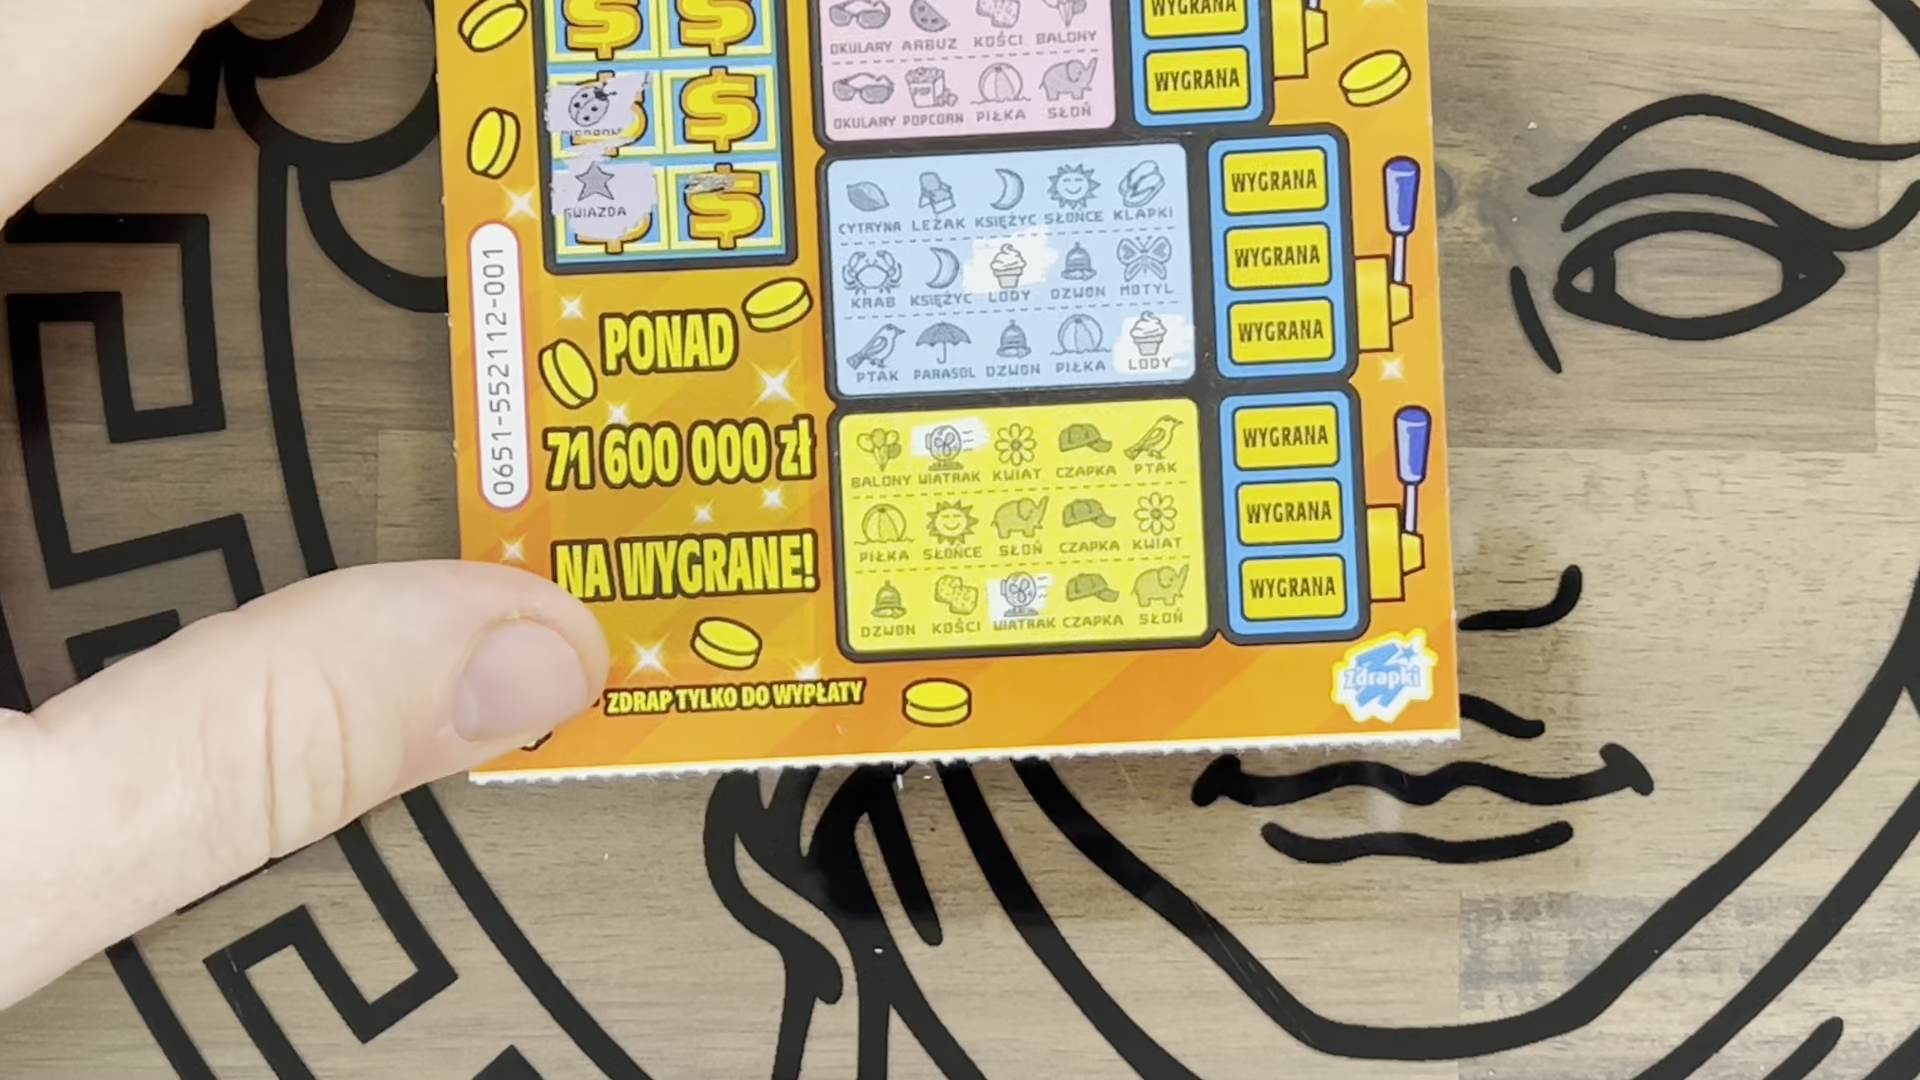 OKULARY ARBUZ KOŚCI BALONY
WYGRANA
OKULARY POPCORN PIŁKA SŁOŃ
WYGRANA
GWIAZDA
CYTRYNA LEŻAK KSIĘŻYC SŁOŃCE KLAPKI
WYGRANA
KRAB KSIĘŻYC LODY DZWON MOTYL
WYGRANA
PTAK PARASOL DZWON PIŁKA LODY
WYGRANA
0651-552112-001
PONAD
71 600 000 zł
NA WYGRANE!
BALONY WIATRAK KWIAT CZAPKA PTAK
WYGRANA
PIŁKA SŁOŃCE SŁOŃ CZAPKA KWIAT
WYGRANA
DZWON KOŚCI WIATRAK CZAPKA SŁOŃ
WYGRANA
ZDRAP TYLKO DO WYPŁATY
Zdrapki